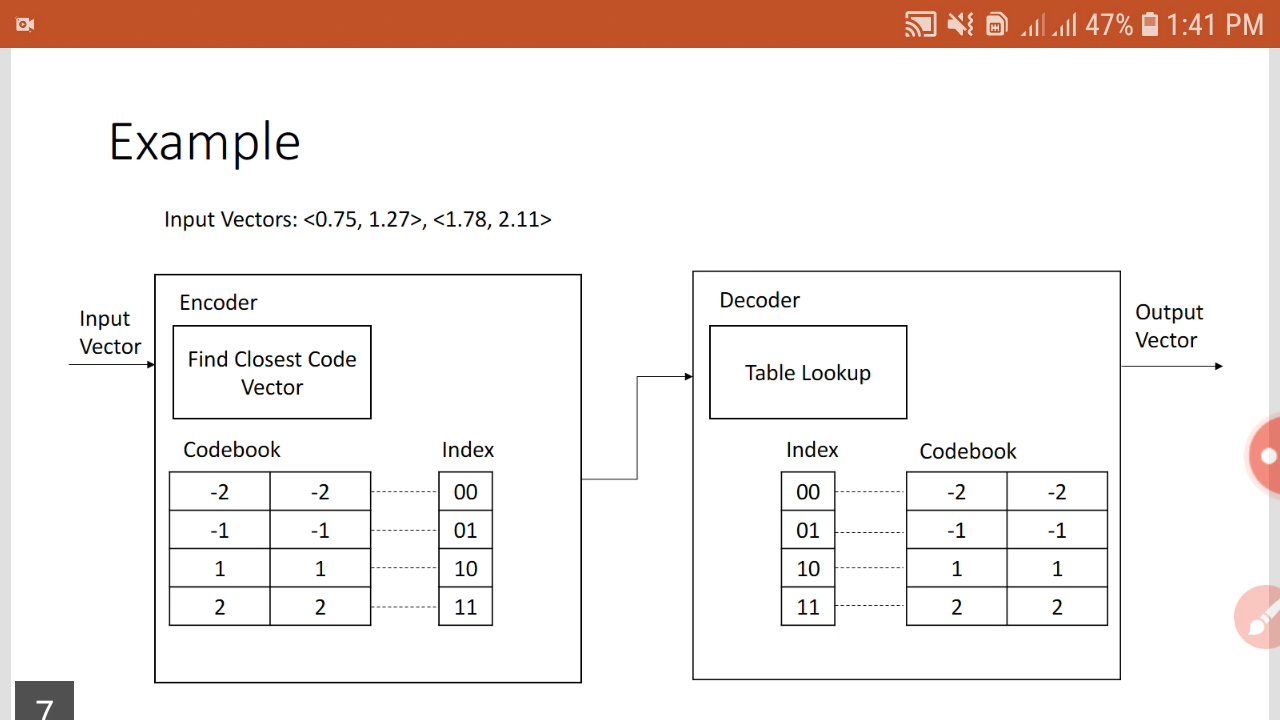 47% 1:41 PM
Example
Input Vectors: <0.75, 1.27>, <1.78, 2.11>
Encoder
Input
Vector
Find Closest Code
Vector
Codebook Index
-2 -2 00
-1 -1 01
1 1 10
2 2 11
Decoder
Table Lookup
Output
Vector
Index Codebook
00 -2 -2
01 -1 -1
10 1 1
11 2 2
7